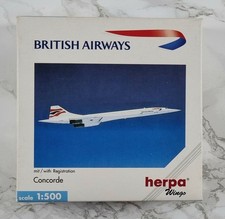 BRITISH AIRWAYS
mit / with Registration
Concorde
herpa
Wings
scale 1:500